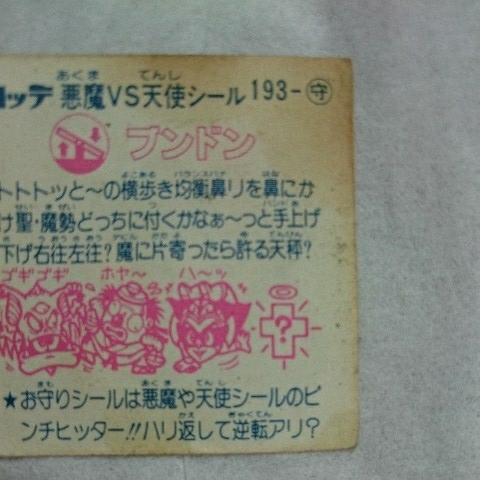 ロッテ 悪魔VS天使シール 193-守
ブンドン
トトトッと〜の横歩き均衡鼻リを鼻にか
け聖・魔勢どっちに付くかなぁ〜っと手上げ
下げ右往左往?魔に片寄ったら許る天秤?
ゴギゴギ ホヤ〜 ハ〜ッ
?
★お守りシールは悪魔や天使シールのピ
ンチヒッター!!ハリ返して逆転アリ?